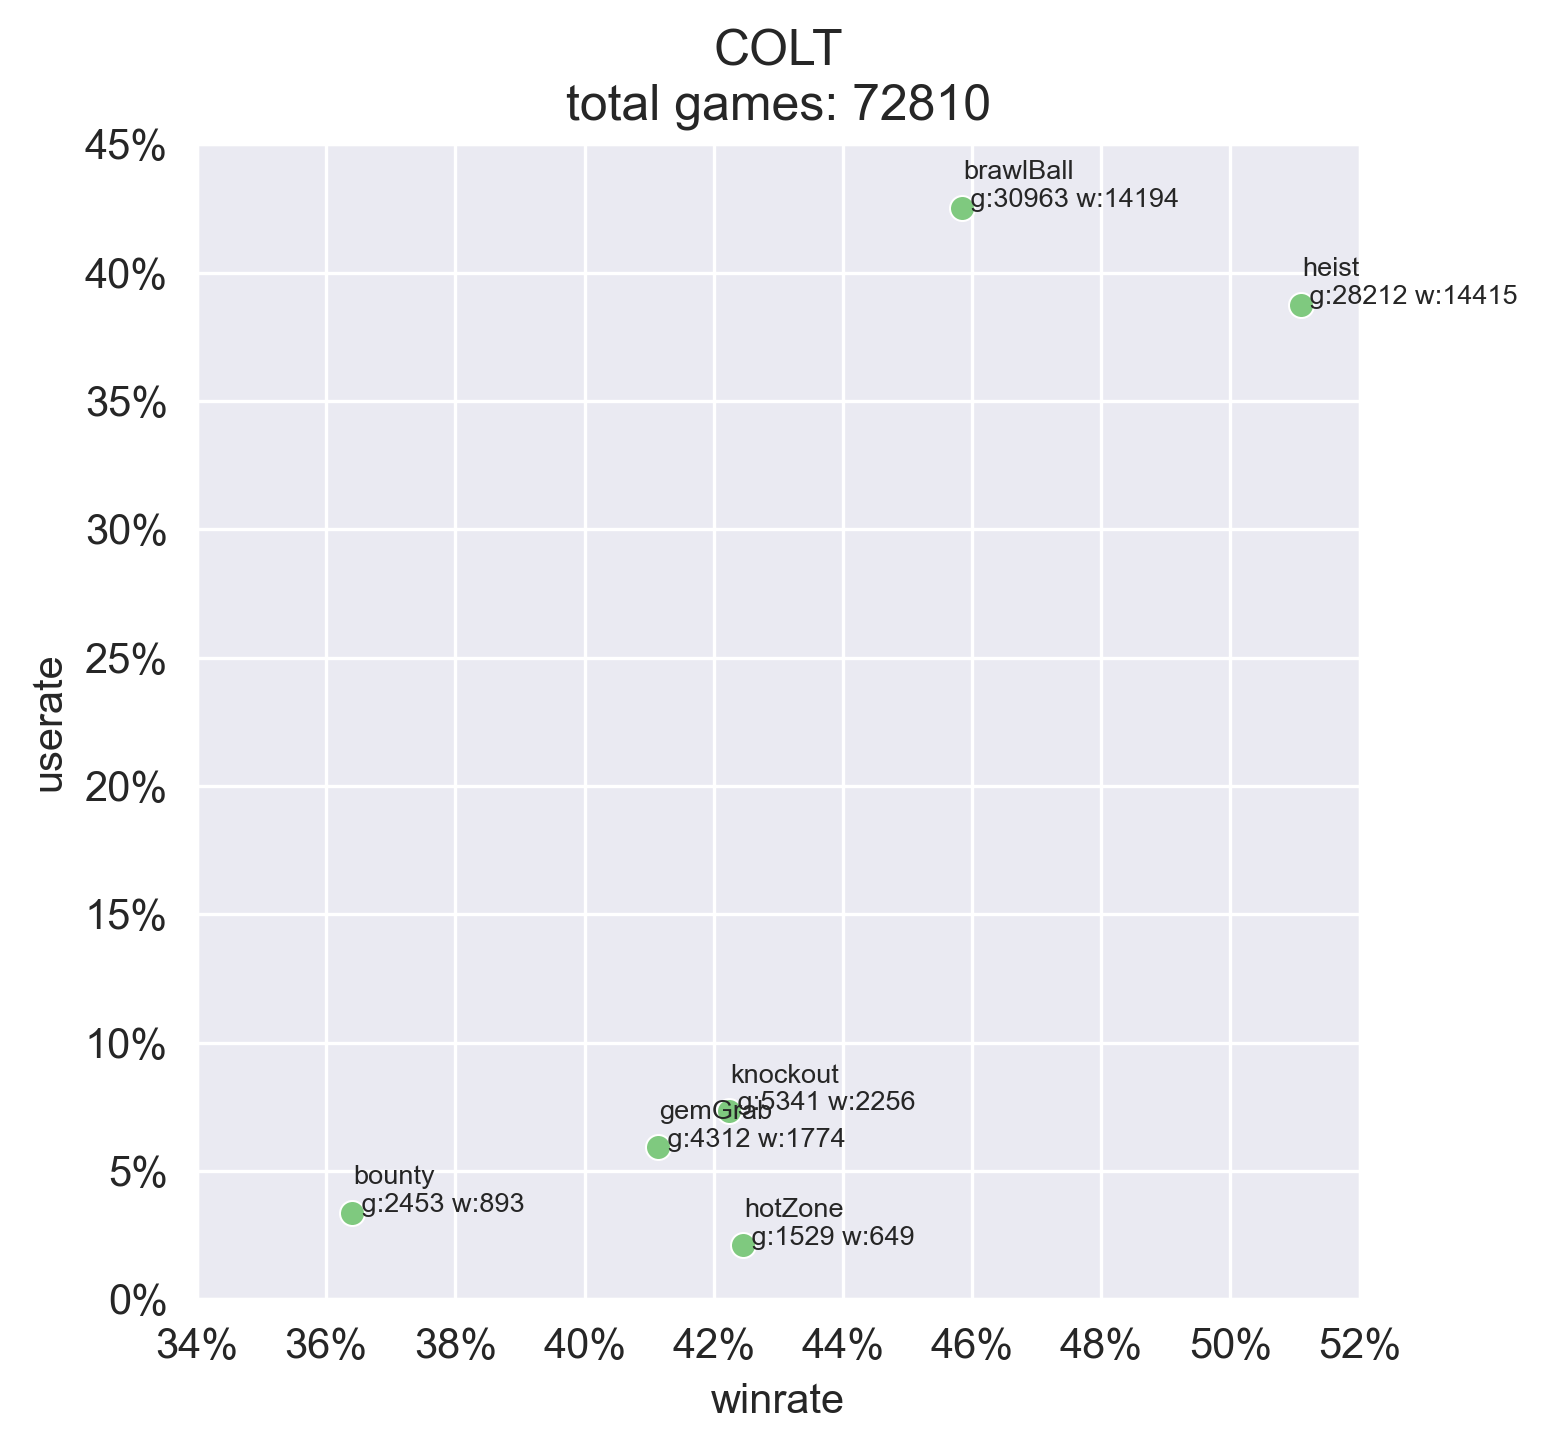 COLT
total games: 72810
45%
40%
35%
30%
25%
20%
15%
10%
5%
0%
userate
brawlBall
g:30963 w:14194
heist
g:28212 w:14415
knockout
g:5341 w:2256
gemGrab
g:4312 w:1774
bounty
g:2453 w:893
hotZone
g:1529 w:649
34% 36% 38% 40% 42% 44% 46% 48% 50% 52%
winrate